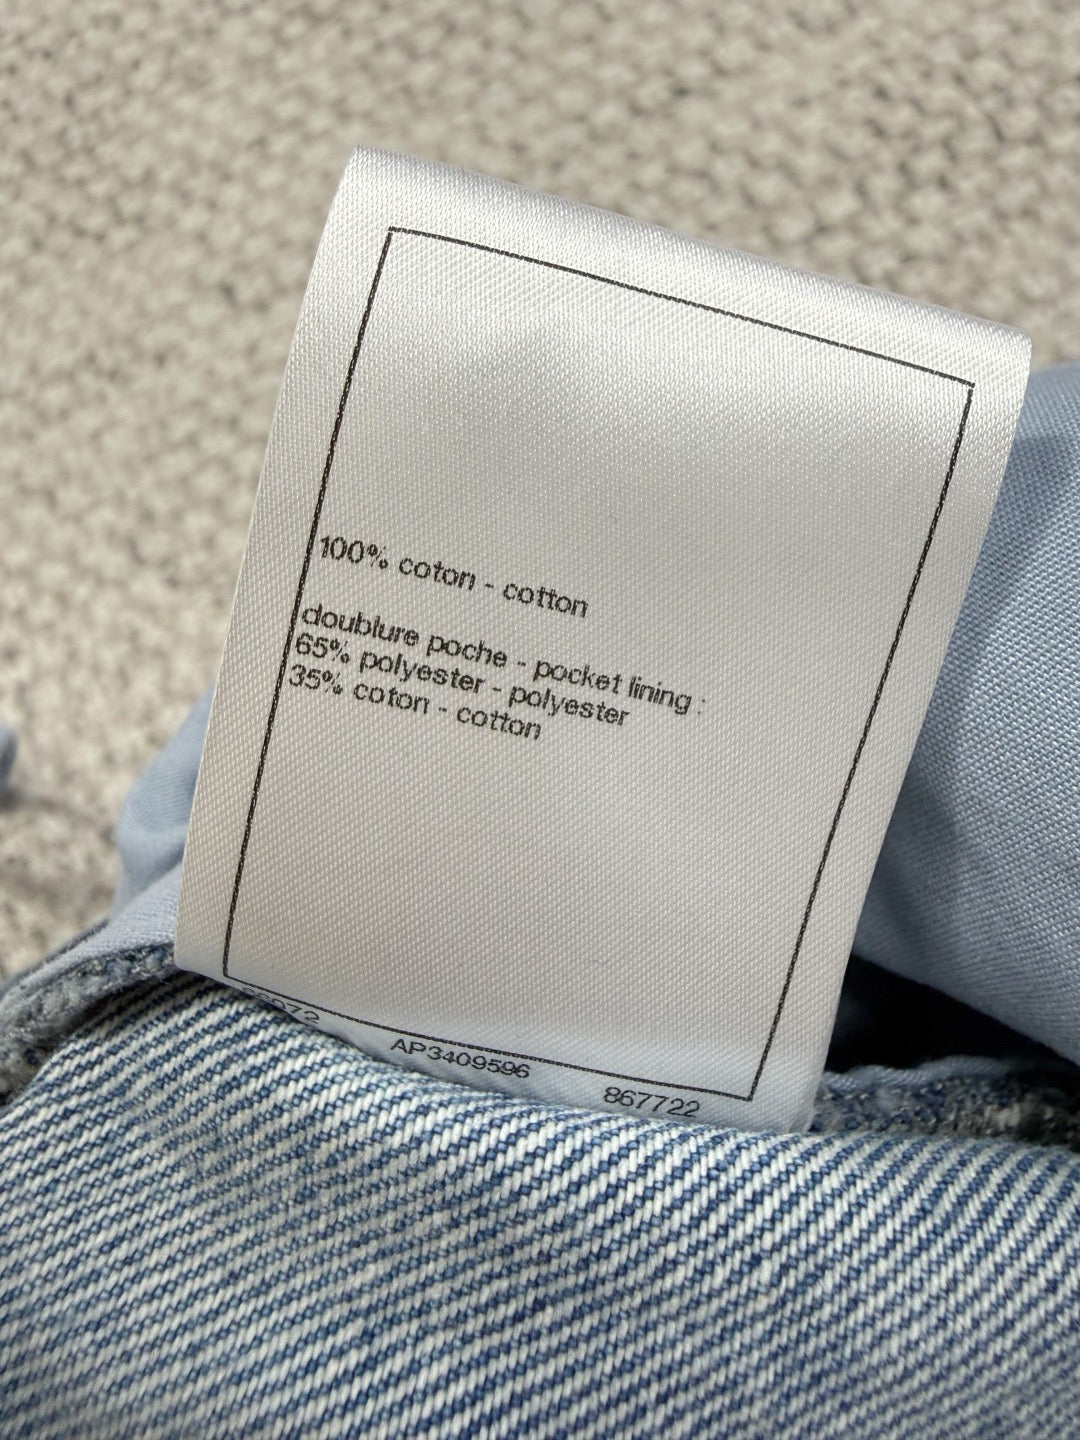 100% coton - cotton
doublure poche - pocket lining :
65% polyester - polyester
35% coton - cotton
AP3409596
867722